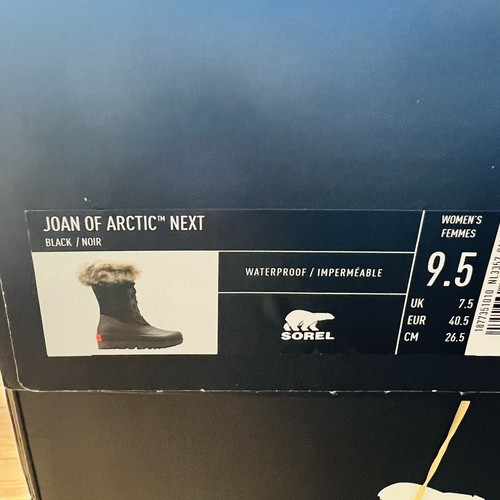 JOAN OF ARCTIC™ NEXT
BLACK / NOIR
WATERPROOF / IMPERMÉABLE
SOREL
WOMEN'S
FEMMES
9.5
UK 7.5
EUR 40.5
CM 26.5
1877351010